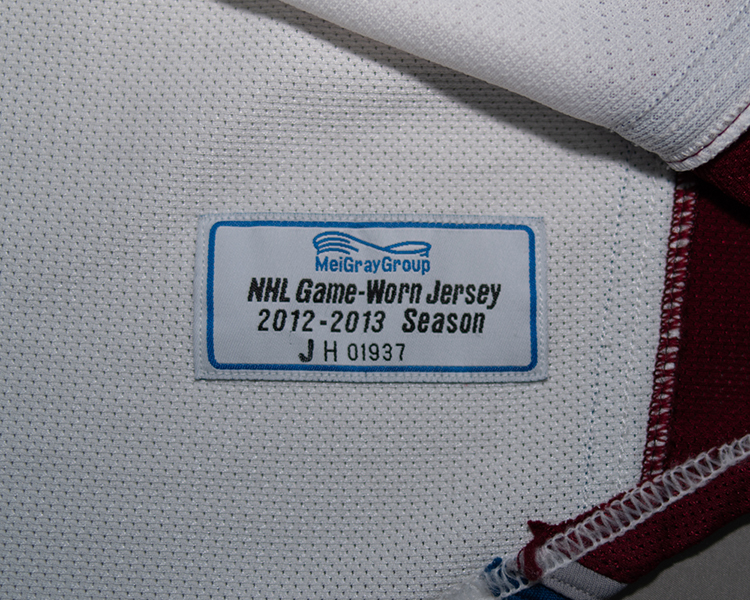 MeiGrayGroup
NHL Game-Worn Jersey
2012-2013 Season
J H 01937